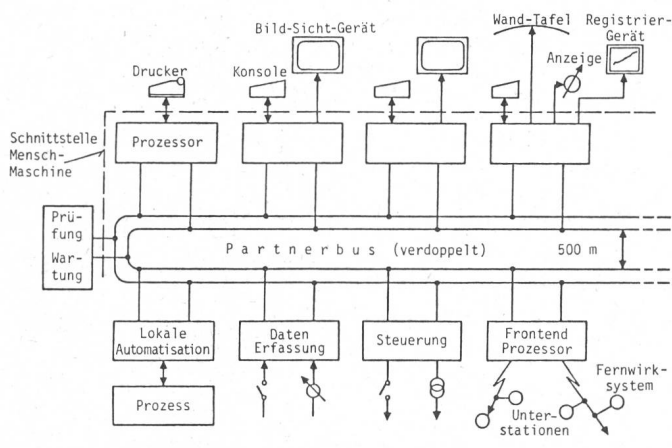 Wand-Tafel
Registrier-
Gerät
Bild-Sicht-Gerät
Anzeige
Drucker
Konsole
Schnittstelle
Mensch-
Maschine
Prozessor
Prü-
fung
War-
tung
Partnerbus (verdoppelt)
500 m
Lokale
Automatisation
Daten
Erfassung
Steuerung
Frontend
Prozessor
Fernwirk-
system
Prozess
Unter-
stationen